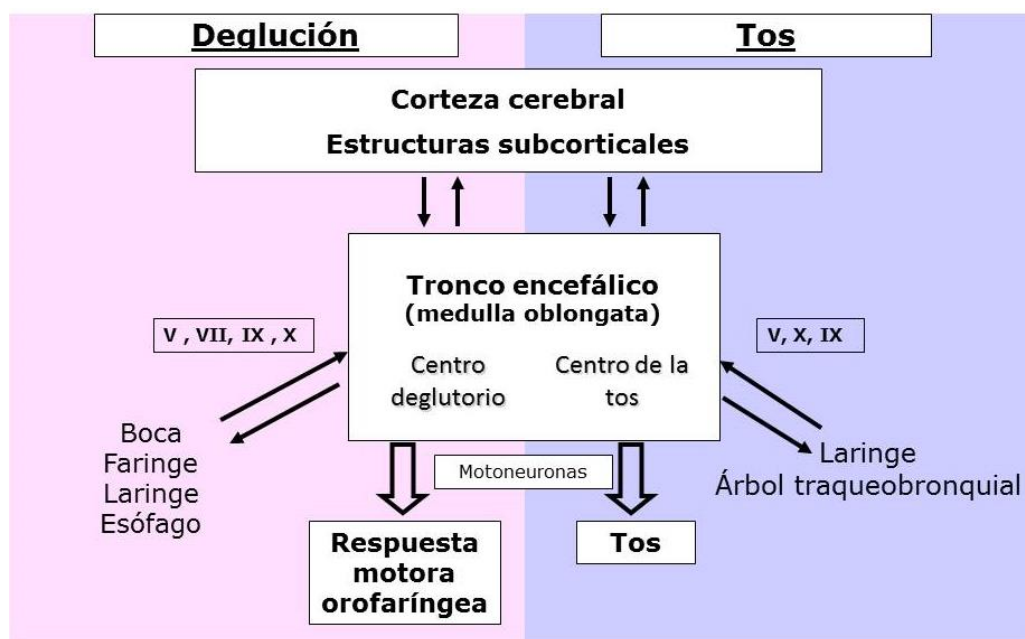 Deglución
Tos
Corteza cerebral
Estructuras subcorticales
Tronco encefálico
(medulla oblongata)
V , VII, IX , X
V, X, IX
Centro
deglutorio
Centro de la
tos
Boca
Faringe
Laringe
Esófago
Laringe
Árbol traqueobronquial
Motoneuronas
Respuesta
motora
orofaríngea
Tos